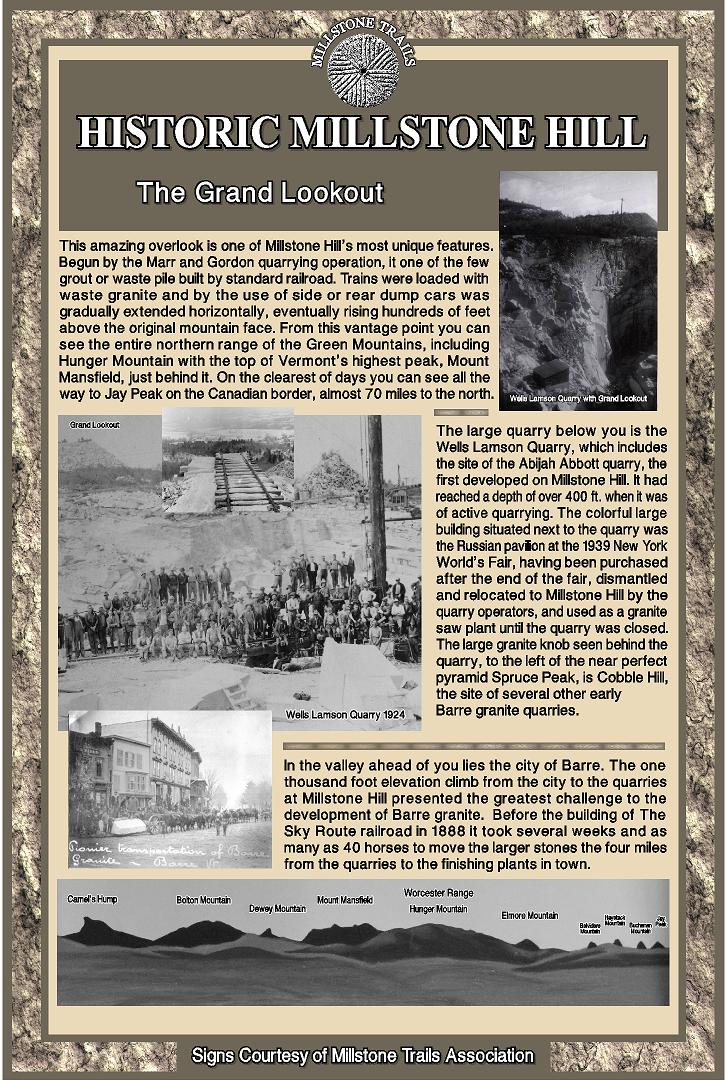 MILLSTONE TRAILS
HISTORIC MILLSTONE HILL
The Grand Lookout
This amazing overlook is one of Millstone Hill's most unique features.
Begun by the Marr and Gordon quarrying operation, it one of the few
grout or waste pile built by standard railroad. Trains were loaded with
waste granite and by the use of side or rear dump cars was
gradually extended horizontally, eventually rising hundreds of feet
above the original mountain face. From this vantage point you can
see the entire northern range of the Green Mountains, including
Hunger Mountain with the top of Vermont's highest peak, Mount
Mansfield, just behind it. On the clearest of days you can see all the
way to Jay Peak on the Canadian border, almost 70 miles to the north.
Wells Lamson Quarry with Grand Lookout
Grand Lookout
The large quarry below you is the
Wells Lamson Quarry, which includes
the site of the Abijah Abbott quarry, the
first developed on Millstone Hill. It had
reached a depth of over 400 ft. when it was
of active quarrying. The colorful large
building situated next to the quarry was
the Russian pavilion at the 1939 New York
World's Fair, having been purchased
after the end of the fair, dismantled
and relocated to Millstone Hill by the
quarry operators, and used as a granite
saw plant until the quarry was closed.
The large granite knob seen behind the
quarry, to the left of the near perfect
pyramid Spruce Peak, is Cobble Hill,
the site of several other early
Barre granite quarries.
Wells Lamson Quarry 1924
Pioneer transportation of Barre
Granite ~ Barre Vt.
In the valley ahead of you lies the city of Barre. The one
thousand foot elevation climb from the city to the quarries
at Millstone Hill presented the greatest challenge to the
development of Barre granite. Before the building of The
Sky Route railroad in 1888 it took several weeks and as
many as 40 horses to move the larger stones the four miles
from the quarries to the finishing plants in town.
Camel's Hump
Bolton Mountain
Dewey Mountain
Mount Mansfield
Worcester Range
Hunger Mountain
Elmore Mountain
Belvidere
Mountain
Haystack
Mountain
Buchanan
Mountain
Jay
Peak
Signs Courtesy of Millstone Trails Association